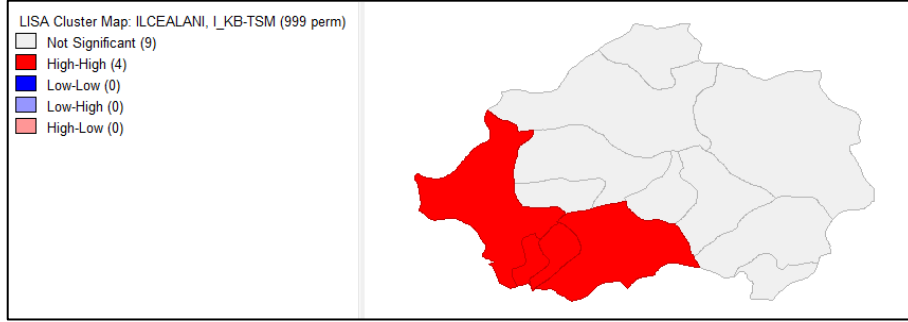 LISA Cluster Map: ILCEALANI, I_KB-TSM (999 perm)
Not Significant (9)
High-High (4)
Low-Low (0)
Low-High (0)
High-Low (0)